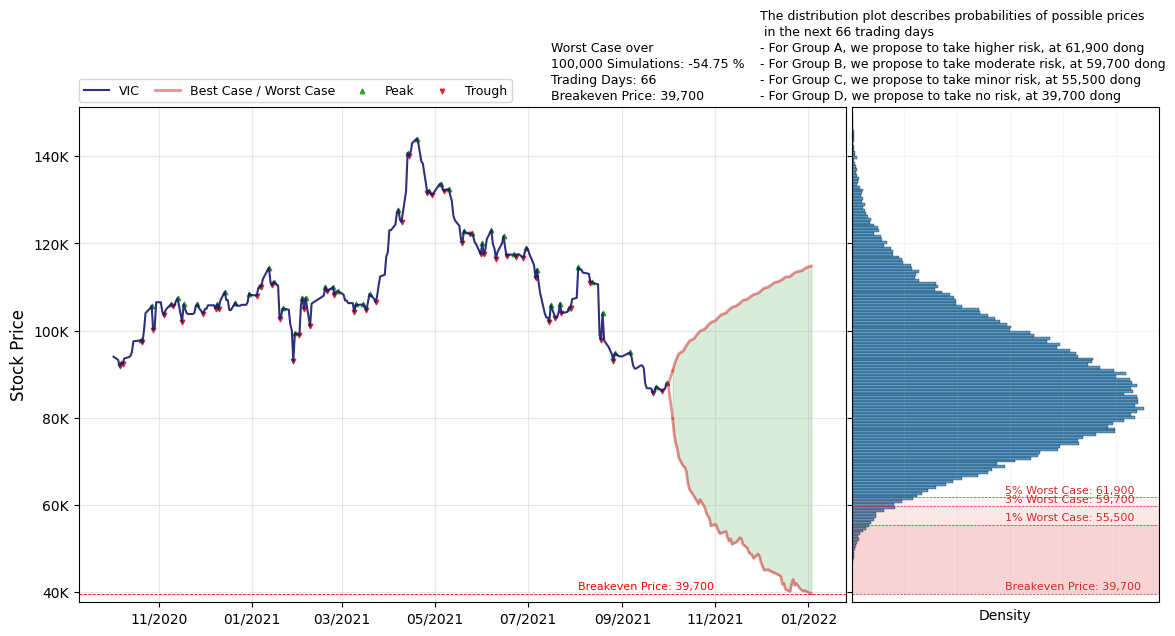 The distribution plot describes probabilities of possible prices
in the next 66 trading days
- For Group A, we propose to take higher risk, at 61,900 dong
- For Group B, we propose to take moderate risk, at 59,700 dong
- For Group C, we propose to take minor risk, at 55,500 dong
- For Group D, we propose to take no risk, at 39,700 dong
Worst Case over
100,000 Simulations: -54.75 %
Trading Days: 66
Breakeven Price: 39,700
VIC
Best Case / Worst Case
Peak
Trough
Stock Price
140K
120K
100K
80K
60K
40K
11/2020
01/2021
03/2021
05/2021
07/2021
09/2021
11/2021
01/2022
Breakeven Price: 39,700
5% Worst Case: 61,900
3% Worst Case: 59,700
1% Worst Case: 55,500
Breakeven Price: 39,700
Density